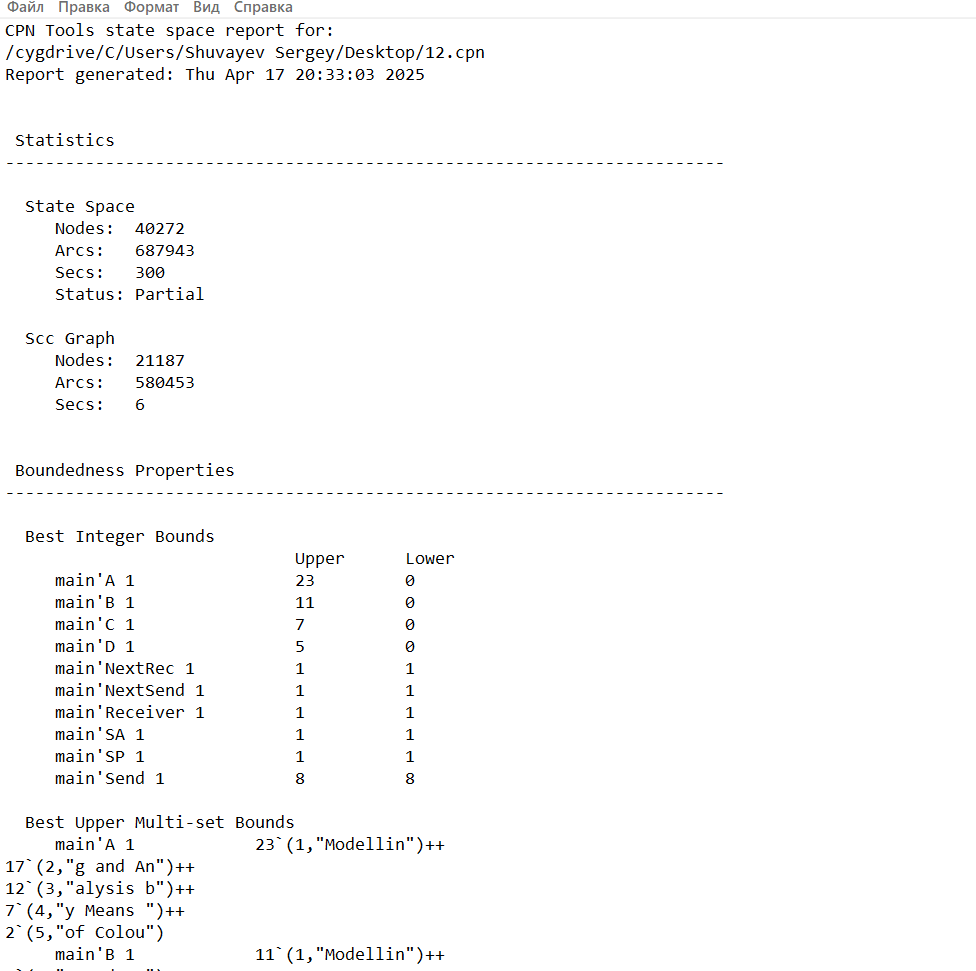 Файл Правка Формат Вид Справка
CPN Tools state space report for:
/cygdrive/C/Users/Shuvayev Sergey/Desktop/12.cpn
Report generated: Thu Apr 17 20:33:03 2025
Statistics
------------------------------------------------------------------------
State Space
Nodes: 40272
Arcs: 687943
Secs: 300
Status: Partial
Scc Graph
Nodes: 21187
Arcs: 580453
Secs: 6
Boundedness Properties
------------------------------------------------------------------------
Best Integer Bounds
Upper Lower
main'A 1 23 0
main'B 1 11 0
main'C 1 7 0
main'D 1 5 0
main'NextRec 1 1 1
main'NextSend 1 1 1
main'Receiver 1 1 1
main'SA 1 1 1
main'SP 1 1 1
main'Send 1 8 8
Best Upper Multi-set Bounds
main'A 1 23`(1,"Modellin")++
17`(2,"g and An")++
12`(3,"alysis b")++
7`(4,"y Means ")++
2`(5,"of Colou")
main'B 1 11`(1,"Modellin")++